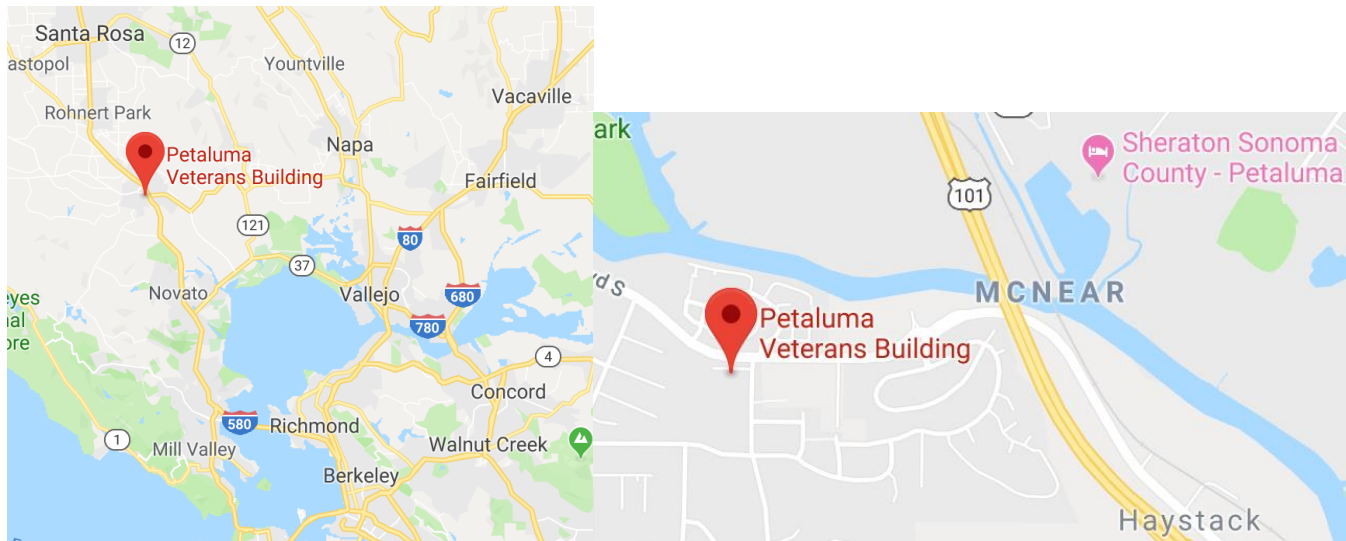 Santa Rosa
12
astopol
Yountville
Vacaville
Rohnert Park
Napa
Petaluma
Veterans Building
Fairfield
121
80
37
Novato
Vallejo
680
eyes
nal
ore
780
4
Concord
580
Richmond
1
Mill Valley
Walnut Creek
Berkeley
ark
Sheraton Sonoma
County - Petaluma
101
vd S
MCNEAR
Petaluma
Veterans Building
Haystack